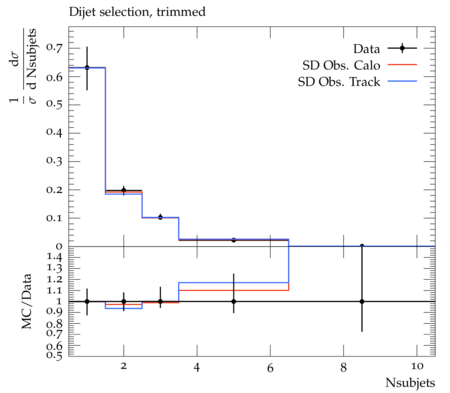 Dijet selection, trimmed
1/σ dσ/d Nsubjets
Data
SD Obs. Calo
SD Obs. Track
0.7
0.6
0.5
0.4
0.3
0.2
0.1
0
MC/Data
1.4
1.3
1.2
1.1
1
0.9
0.8
0.7
0.6
0.5
2 4 6 8 10
Nsubjets